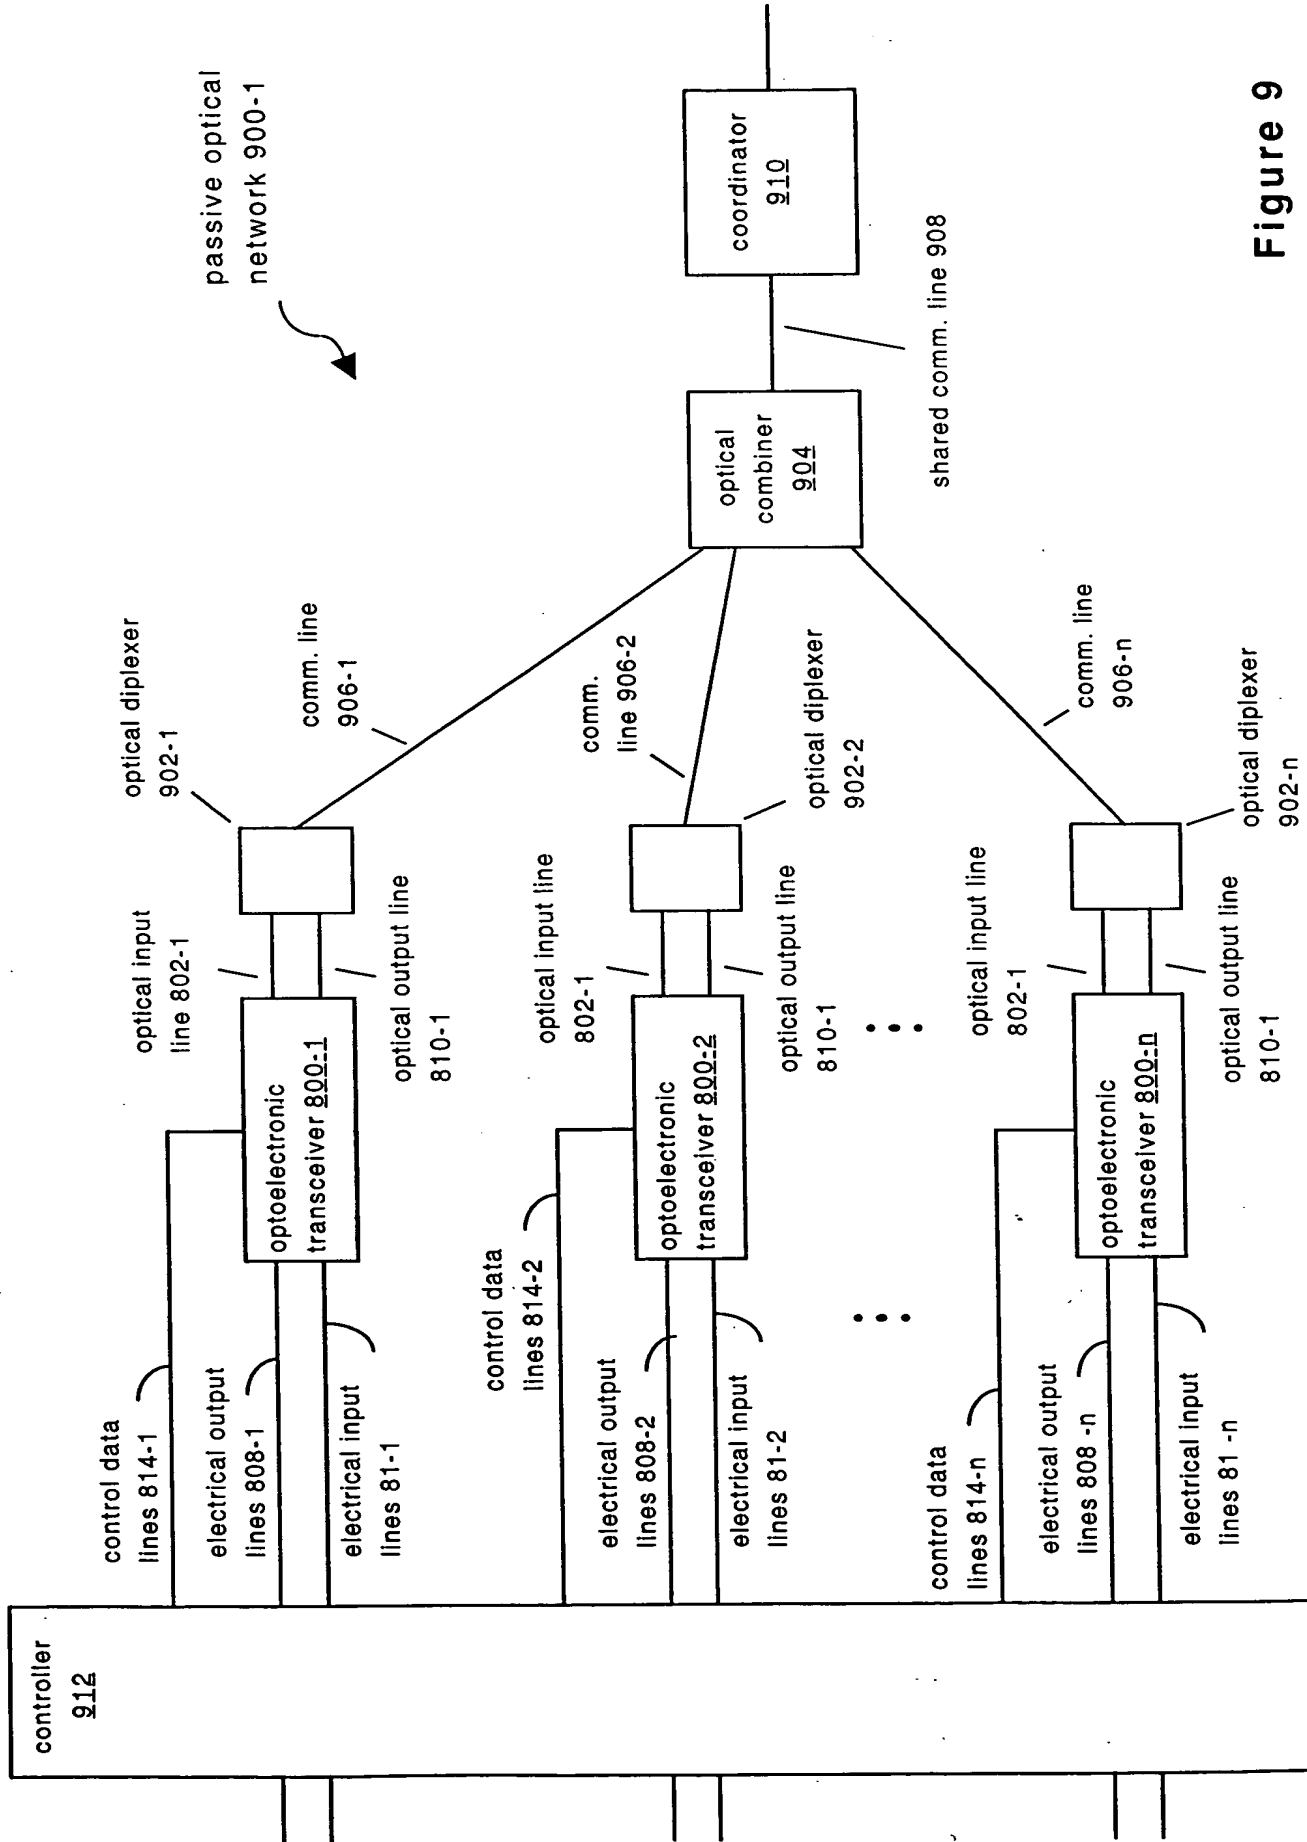 passive optical
network 900-1
controller
912
control data
lines 814-1
electrical output
lines 808-1
electrical input
lines 81-1
optoelectronic
transceiver 800-1
optical input
line 802-1
optical output line
810-1
optical diplexer
902-1
comm. line
906-1
control data
lines 814-2
electrical output
lines 808-2
electrical input
lines 81-2
optoelectronic
transceiver 800-2
optical input line
802-1
optical output line
810-1
optical diplexer
902-2
comm.
line 906-2
control data
lines 814-n
electrical output
lines 808 -n
electrical input
lines 81 -n
optoelectronic
transceiver 800-n
optical input line
802-1
optical output line
810-1
optical diplexer
902-n
comm. line
906-n
optical
combiner
904
shared comm. line 908
coordinator
910
Figure 9